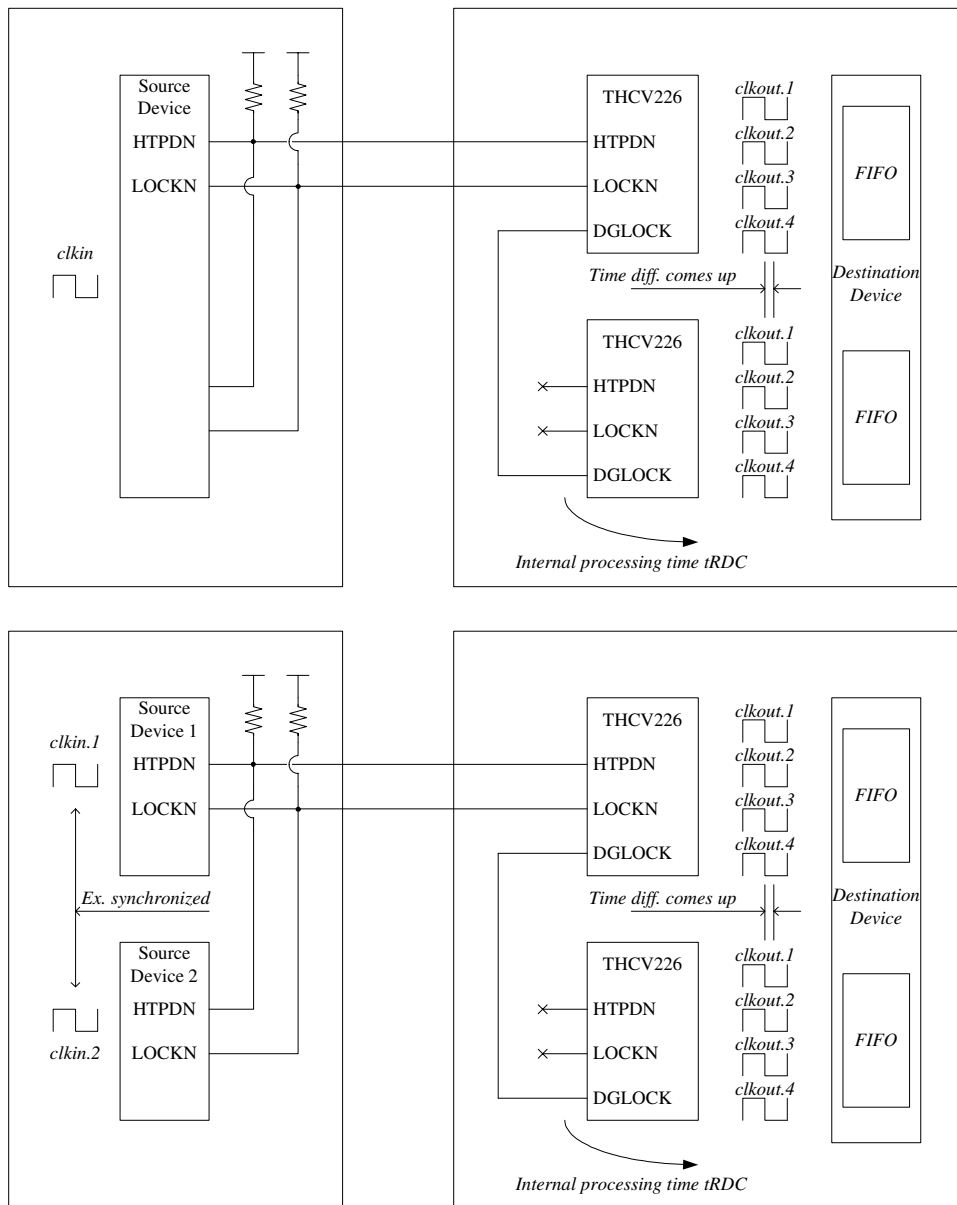 Source
Device
HTPDN
LOCKN
clkin
THCV226
HTPDN
LOCKN
DGLOCK
clkout.1
clkout.2
clkout.3
clkout.4
FIFO
Time diff. comes up
Destination
Device
THCV226
HTPDN
LOCKN
DGLOCK
clkout.1
clkout.2
clkout.3
clkout.4
FIFO
Internal processing time tRDC
Source
Device 1
clkin.1
HTPDN
LOCKN
Ex. synchronized
Source
Device 2
HTPDN
LOCKN
clkin.2
THCV226
HTPDN
LOCKN
DGLOCK
clkout.1
clkout.2
clkout.3
clkout.4
FIFO
Time diff. comes up
Destination
Device
THCV226
HTPDN
LOCKN
DGLOCK
clkout.1
clkout.2
clkout.3
clkout.4
FIFO
Internal processing time tRDC